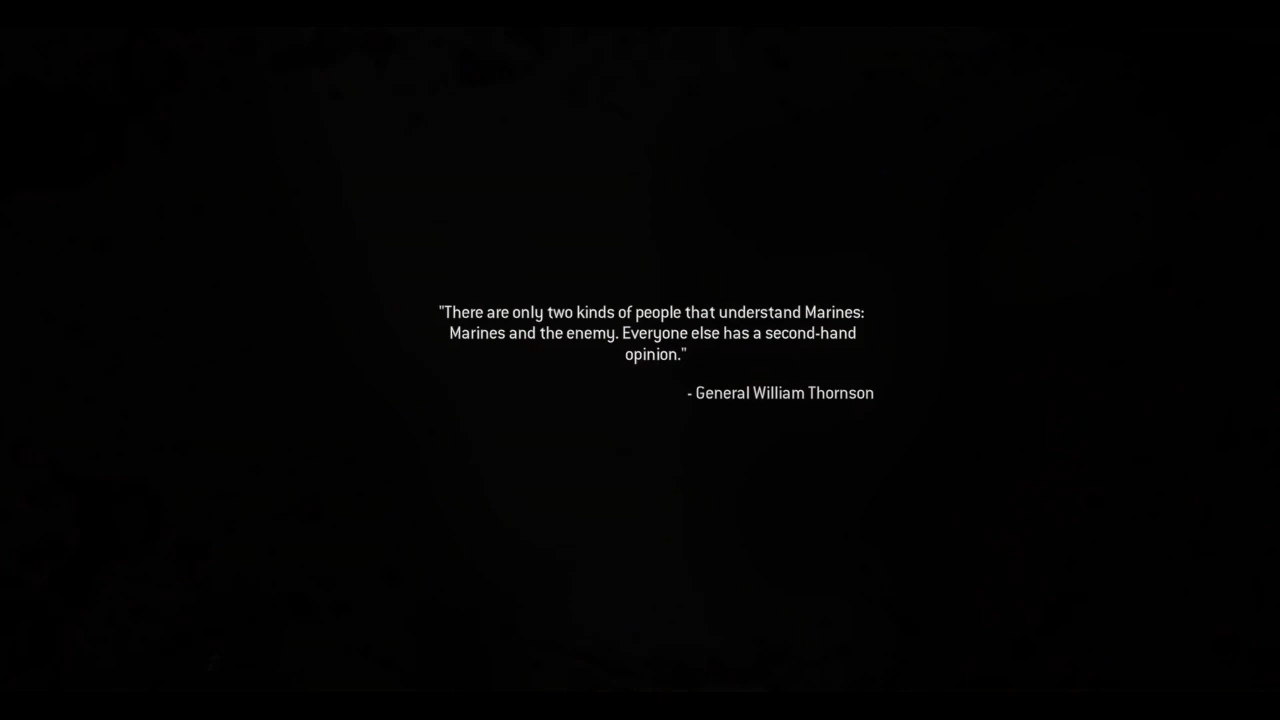 "There are only two kinds of people that understand Marines:
Marines and the enemy. Everyone else has a second-hand
opinion."
- General William Thornson